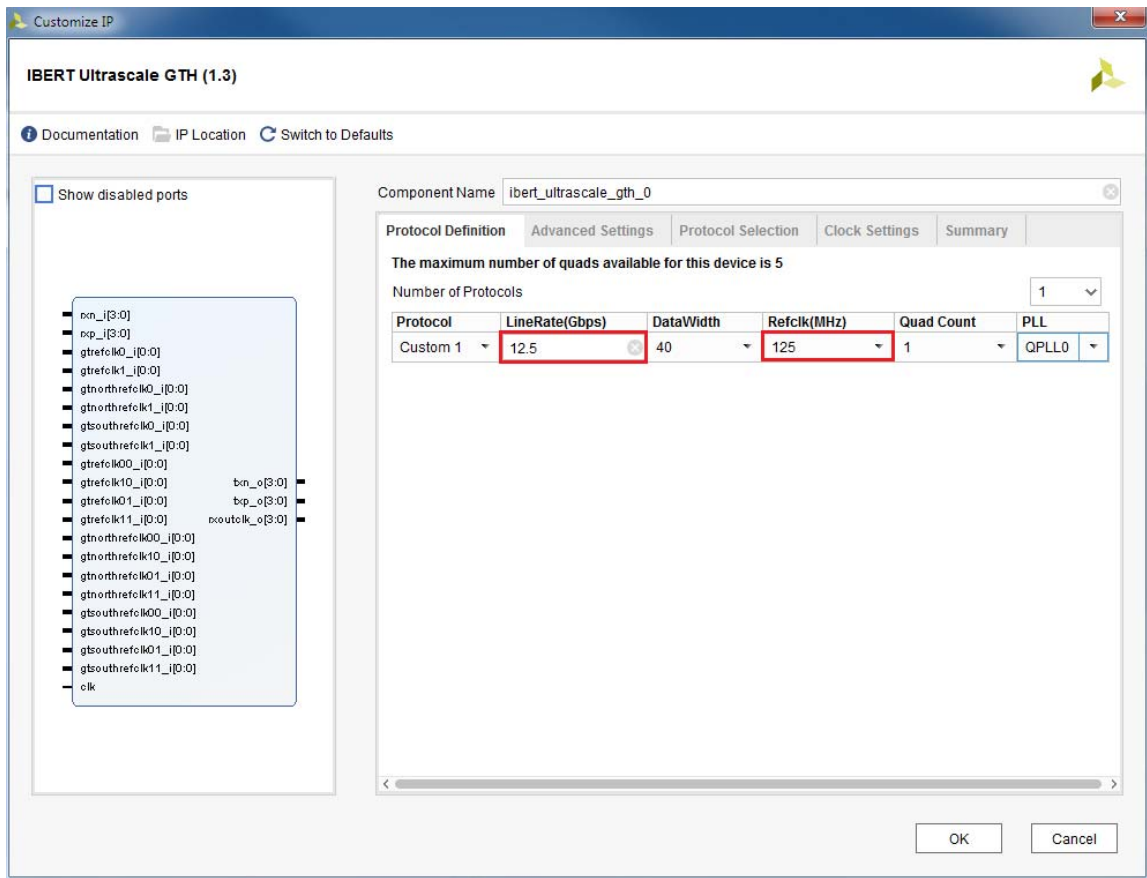 Customize IP
x
IBERT Ultrascale GTH (1.3)
Documentation IP Location Switch to Defaults
Show disabled ports
rxn_i[3:0]
rxp_i[3:0]
gtrefclk0_i[0:0]
gtrefclk1_i[0:0]
gtnorthrefclk0_i[0:0]
gtnorthrefclk1_i[0:0]
gtsouthrefclk0_i[0:0]
gtsouthrefclk1_i[0:0]
gtrefclk00_i[0:0]
gtrefclk10_i[0:0] txn_o[3:0]
gtrefclk01_i[0:0] txp_o[3:0]
gtrefclk11_i[0:0] rxoutclk_o[3:0]
gtnorthrefclk00_i[0:0]
gtnorthrefclk10_i[0:0]
gtnorthrefclk01_i[0:0]
gtnorthrefclk11_i[0:0]
gtsouthrefclk00_i[0:0]
gtsouthrefclk10_i[0:0]
gtsouthrefclk01_i[0:0]
gtsouthrefclk11_i[0:0]
clk
Component Name ibert_ultrascale_gth_0
Protocol Definition Advanced Settings Protocol Selection Clock Settings Summary
The maximum number of quads available for this device is 5
Number of Protocols 1
Protocol LineRate(Gbps) DataWidth Refclk(MHz) Quad Count PLL
Custom 1 12.5 40 125 1 QPLL0
OK Cancel